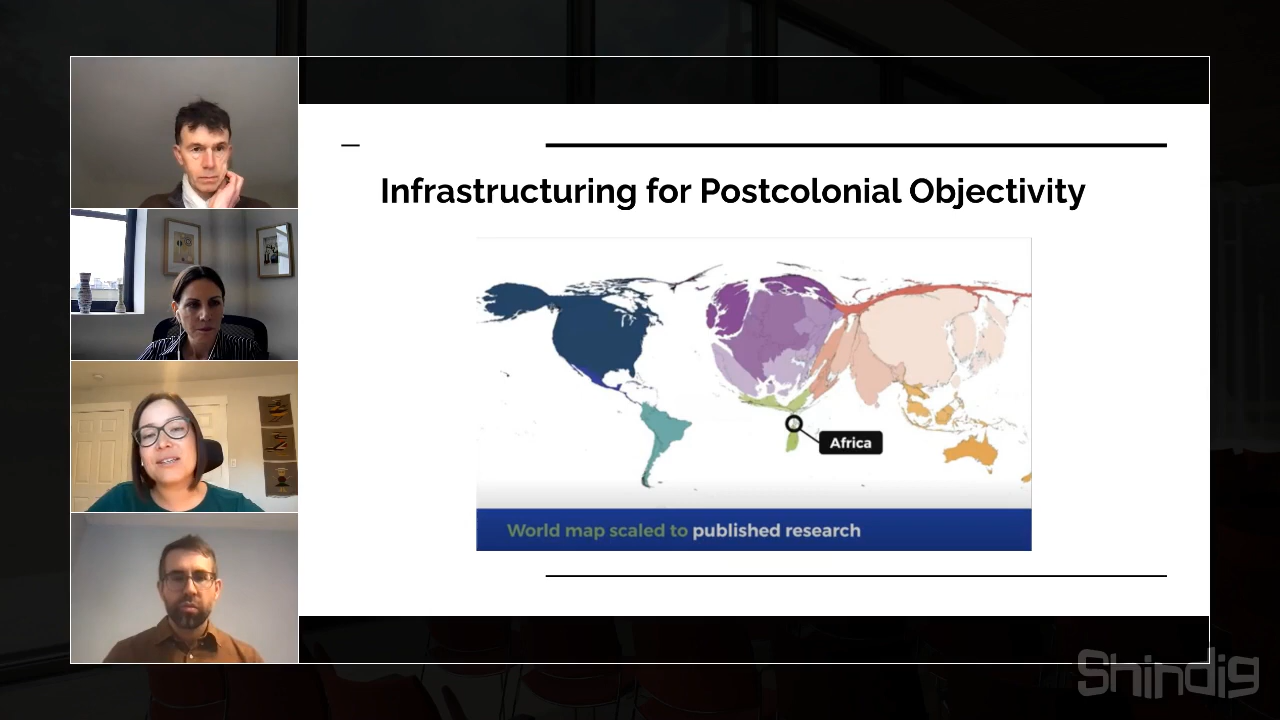 Infrastructuring for Postcolonial Objectivity
Africa
World map scaled to published research
Shindig